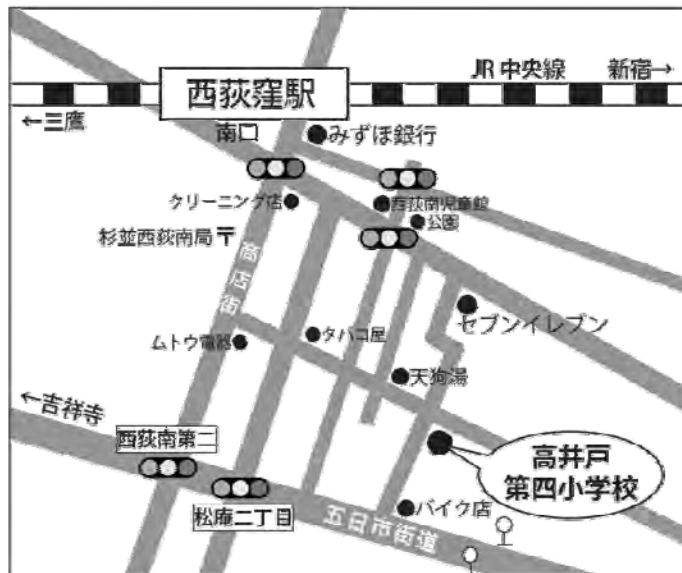 JR 中央線 新宿→
西荻窪駅
←三鷹
南口
みずほ銀行
クリーニング店
西荻南児童館
公園
杉並西荻南局〒
商店街
セブンイレブン
タバコ屋
ムトウ電器
天狗湯
←吉祥寺
西荻南第二
高井戸
第四小学校
松庵二丁目
バイク店
五日市街道